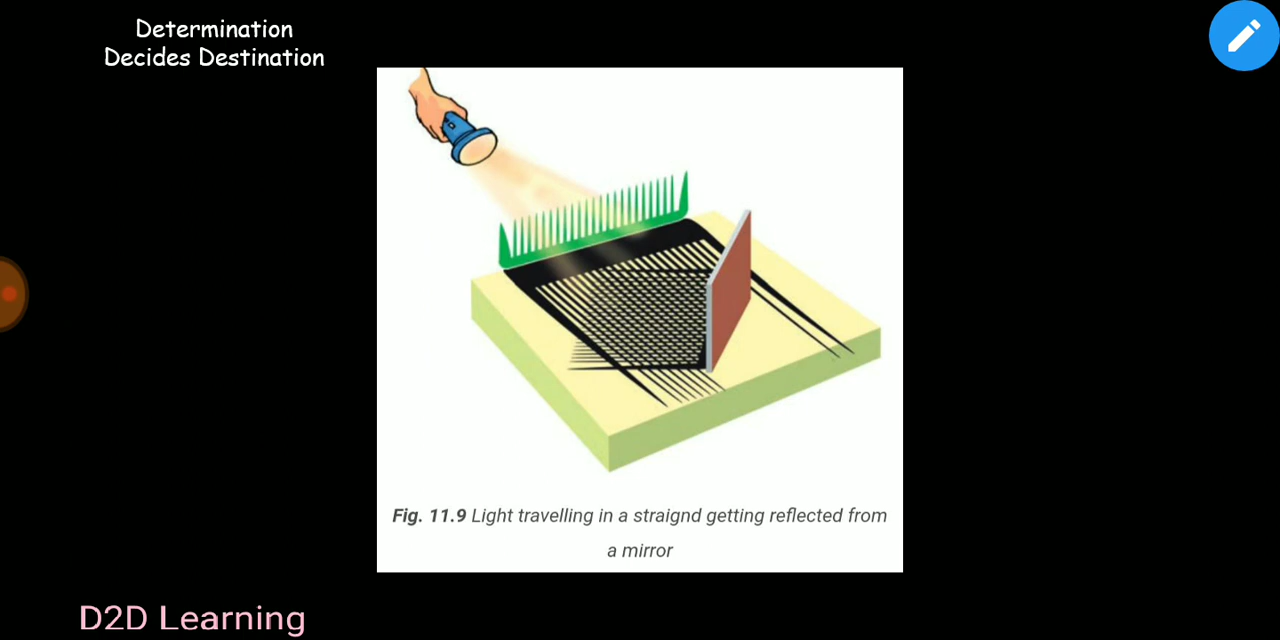 Determination
Decides Destination
Fig. 11.9 Light travelling in a straignd getting reflected from
a mirror
D2D Learning